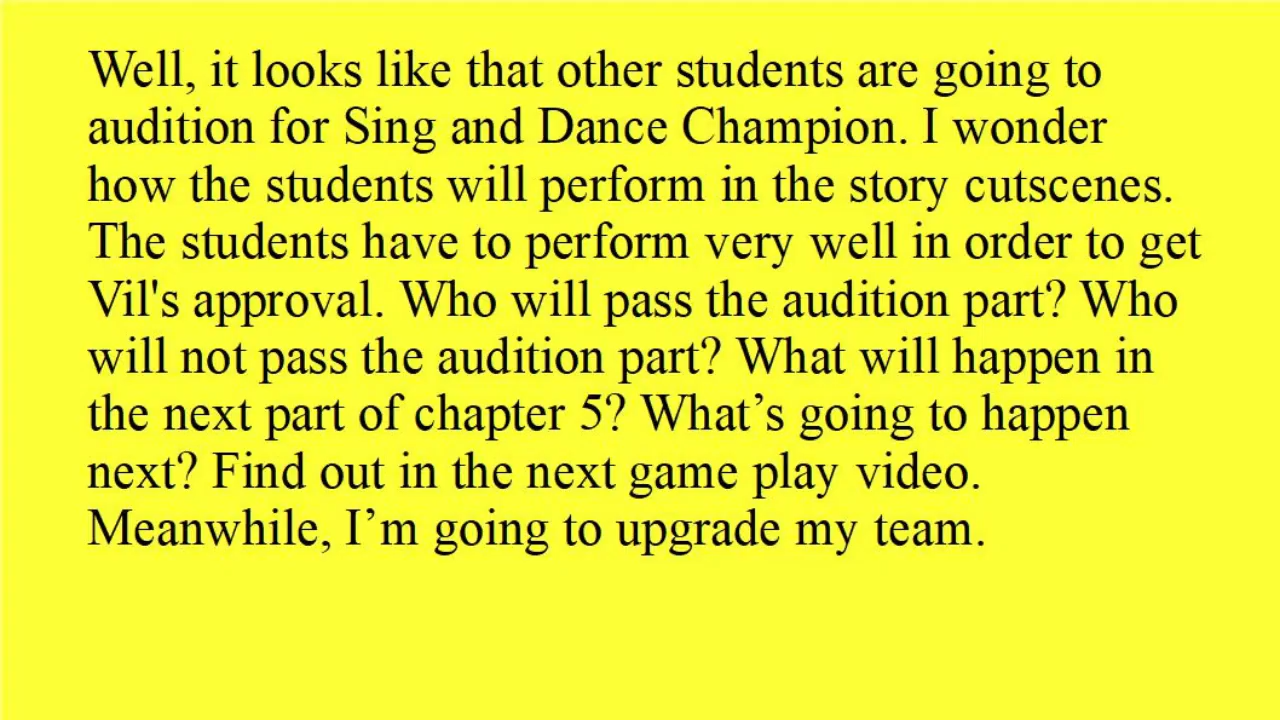 Well, it looks like that other students are going to
audition for Sing and Dance Champion. I wonder
how the students will perform in the story cutscenes.
The students have to perform very well in order to get
Vil's approval. Who will pass the audition part? Who
will not pass the audition part? What will happen in
the next part of chapter 5? What’s going to happen
next? Find out in the next game play video.
Meanwhile, I’m going to upgrade my team.